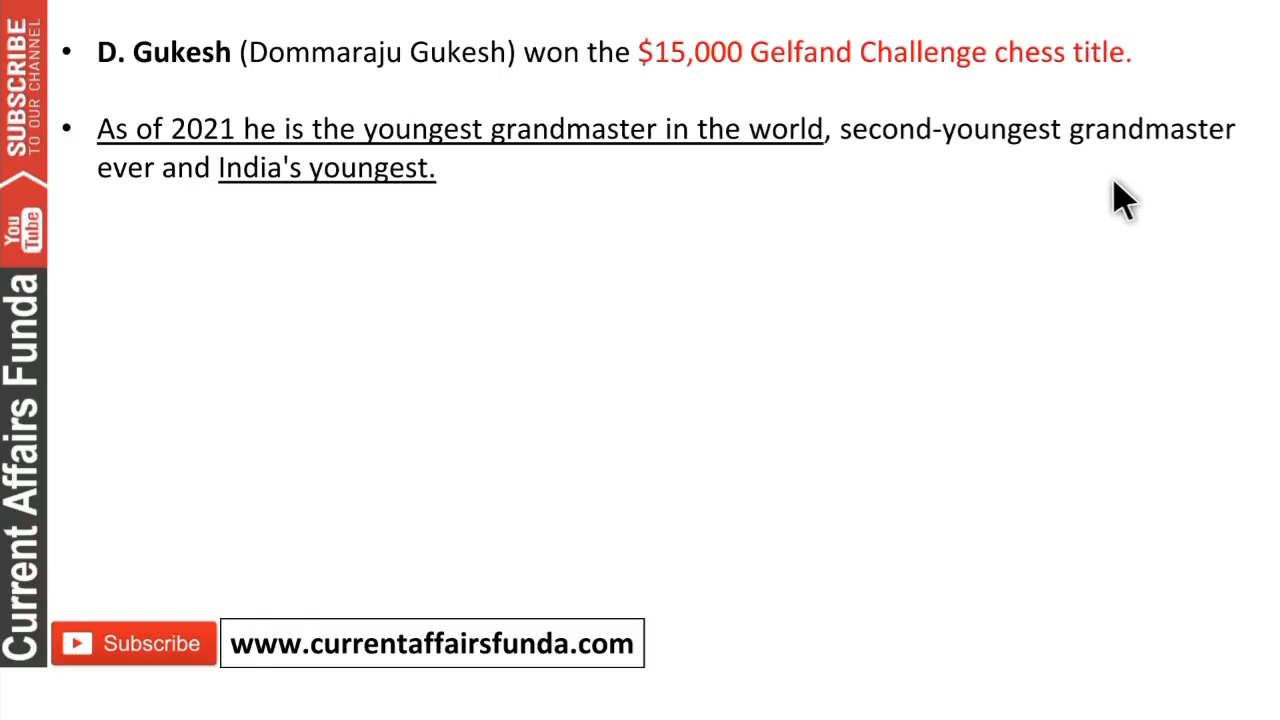 • D. Gukesh (Dommaraju Gukesh) won the $15,000 Gelfand Challenge chess title.
• As of 2021 he is the youngest grandmaster in the world, second-youngest grandmaster
ever and India's youngest.
SUBSCRIBE
TO OUR CHANNEL
You
Tube
Current Affairs Funda
Subscribe
www.currentaffairsfunda.com